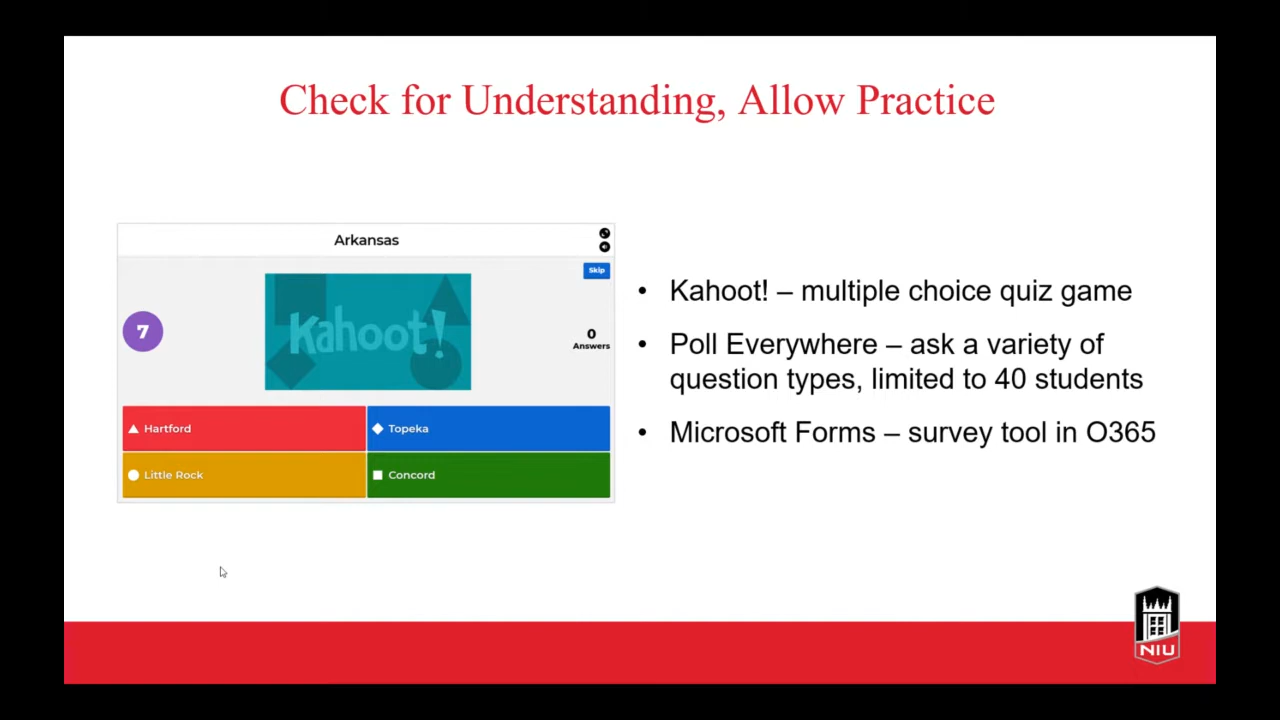 Check for Understanding, Allow Practice
Arkansas
Skip
Kahoot!
7
0
Answers
Hartford
Topeka
Little Rock
Concord
• Kahoot! – multiple choice quiz game
• Poll Everywhere – ask a variety of
question types, limited to 40 students
• Microsoft Forms – survey tool in O365
NIU